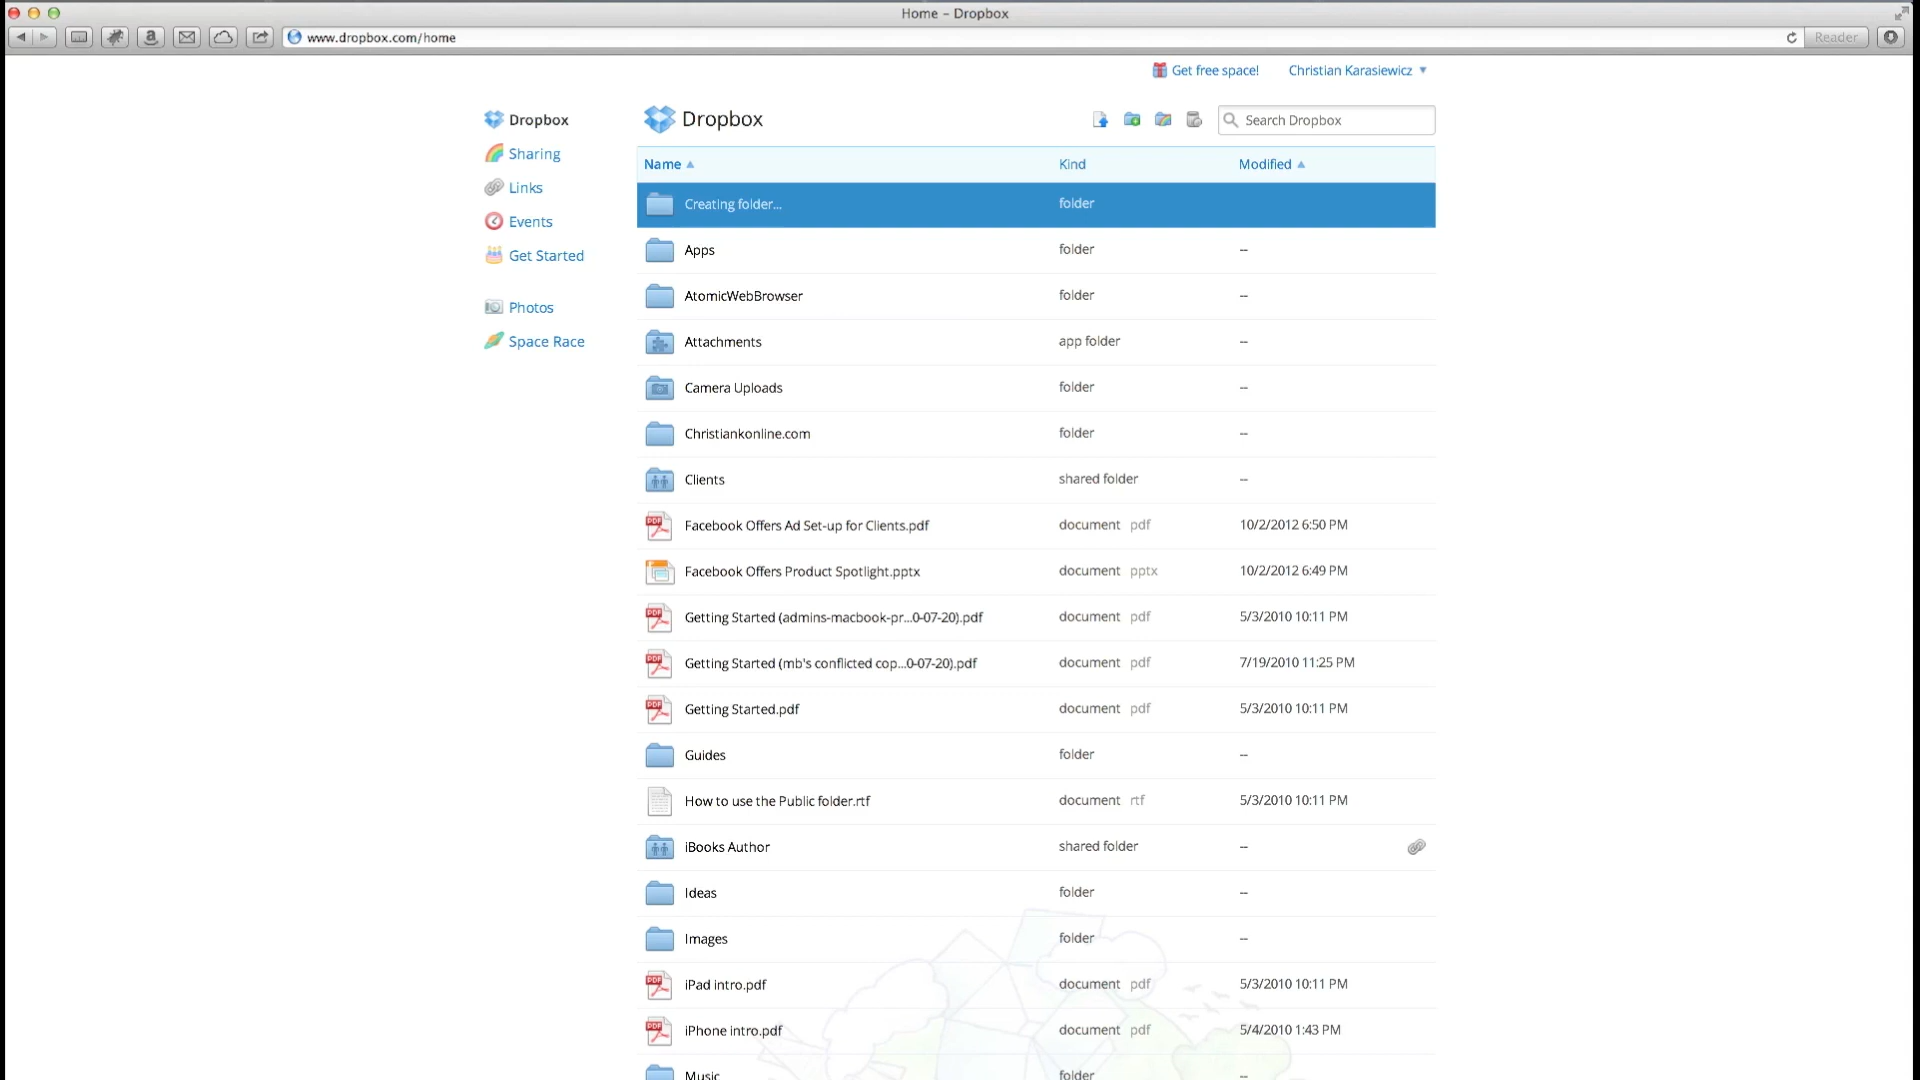 Home – Dropbox
www.dropbox.com/home
Reader
Get free space! Christian Karasiewicz
Dropbox
Sharing
Links
Events
Get Started
Photos
Space Race
Dropbox
Search Dropbox
Name Kind Modified
Creating folder... folder
Apps folder --
AtomicWebBrowser folder --
Attachments app folder --
Camera Uploads folder --
Christiankonline.com folder --
Clients shared folder --
Facebook Offers Ad Set-up for Clients.pdf document pdf 10/2/2012 6:50 PM
Facebook Offers Product Spotlight.pptx document pptx 10/2/2012 6:49 PM
Getting Started (admins-macbook-pr...0-07-20).pdf document pdf 5/3/2010 10:11 PM
Getting Started (mb's conflicted cop...0-07-20).pdf document pdf 7/19/2010 11:25 PM
Getting Started.pdf document pdf 5/3/2010 10:11 PM
Guides folder --
How to use the Public folder.rtf document rtf 5/3/2010 10:11 PM
iBooks Author shared folder --
Ideas folder --
Images folder --
iPad intro.pdf document pdf 5/3/2010 10:11 PM
iPhone intro.pdf document pdf 5/4/2010 1:43 PM
Music folder --